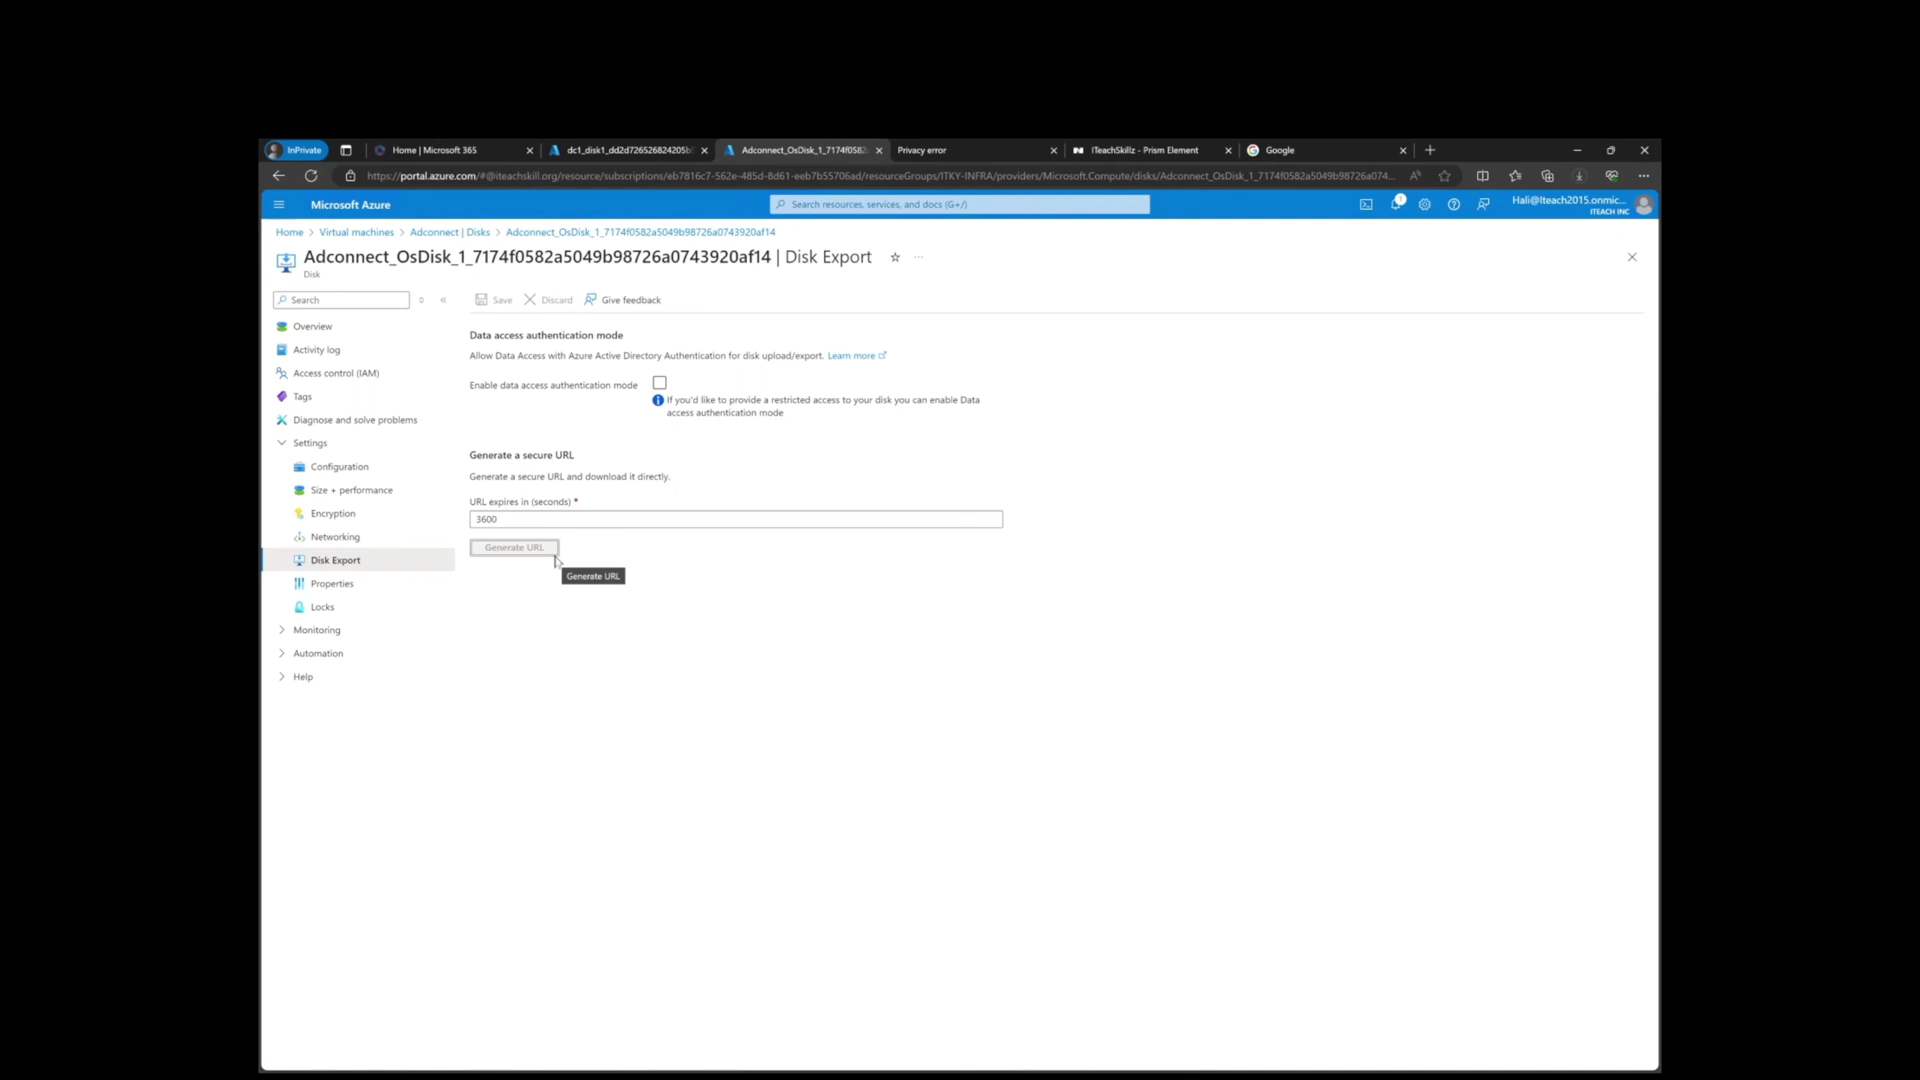 InPrivate
Home | Microsoft 365
dc1_disk1_dd2d726526824205b5
Adconnect_OsDisk_1_7174f0582
Privacy error
ITeachSkillz - Prism Element
Google
https://portal.azure.com/#@iteachskill.org/resource/subscriptions/eb7816c7-562e-485d-8d61-eeb7b55706ad/resourceGroups/ITKY-INFRA/providers/Microsoft.Compute/disks/Adconnect_OsDisk_1_7174f0582a5049b98726a074...
Microsoft Azure
Search resources, services, and docs (G+/)
1
Hali@Iteach2015.onmic...
ITEACH INC
Home > Virtual machines > Adconnect | Disks > Adconnect_OsDisk_1_7174f0582a5049b98726a0743920af14
Adconnect_OsDisk_1_7174f0582a5049b98726a0743920af14 | Disk Export
Disk
Search
Save
Discard
Give feedback
Overview
Activity log
Access control (IAM)
Tags
Diagnose and solve problems
Settings
Configuration
Size + performance
Encryption
Networking
Disk Export
Properties
Locks
Monitoring
Automation
Help
Data access authentication mode
Allow Data Access with Azure Active Directory Authentication for disk upload/export. Learn more
Enable data access authentication mode
If you'd like to provide a restricted access to your disk you can enable Data
access authentication mode
Generate a secure URL
Generate a secure URL and download it directly.
URL expires in (seconds) *
3600
Generate URL
Generate URL